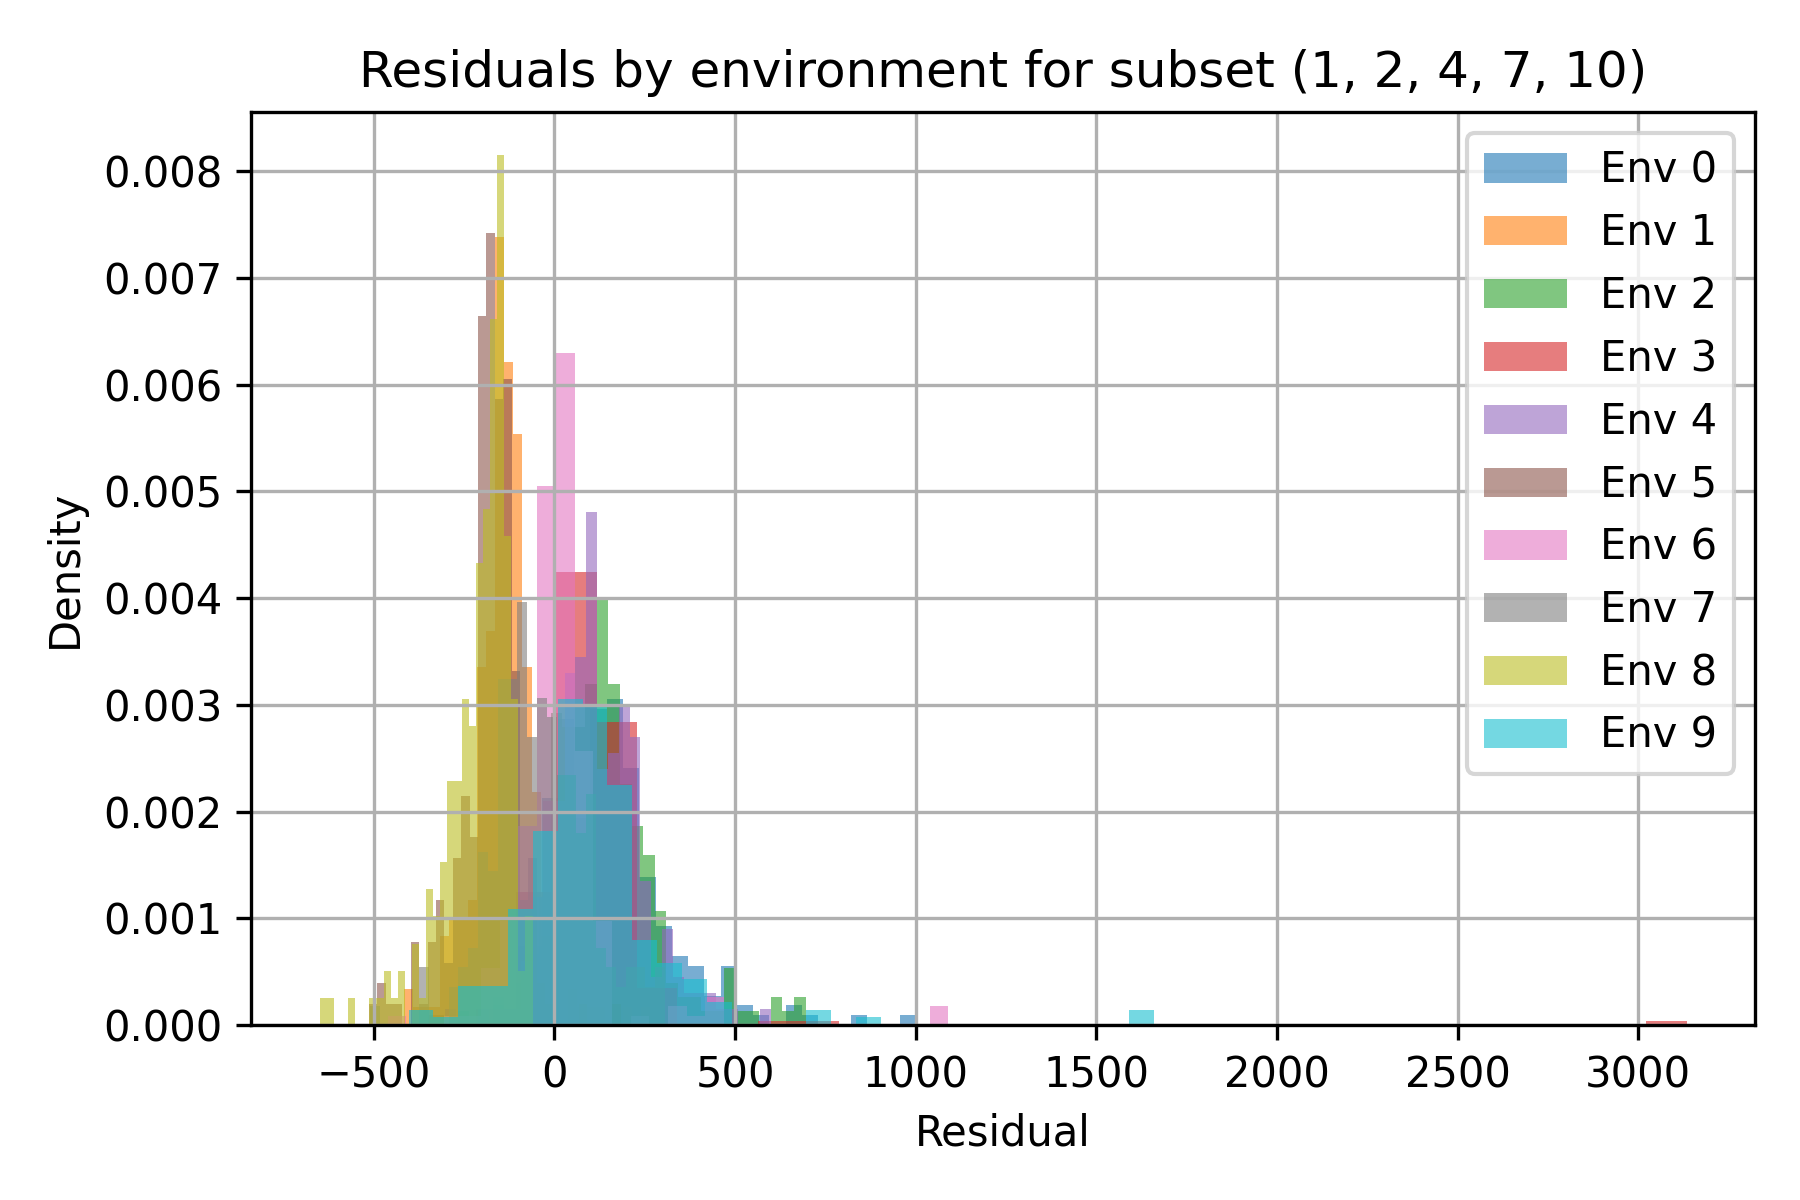 Residuals by environment for subset (1, 2, 4, 7, 10)
0.008
0.007
0.006
0.005
0.004
0.003
0.002
0.001
0.000
Density
−500
0
500
1000
1500
2000
2500
3000
Residual
Env 0
Env 1
Env 2
Env 3
Env 4
Env 5
Env 6
Env 7
Env 8
Env 9